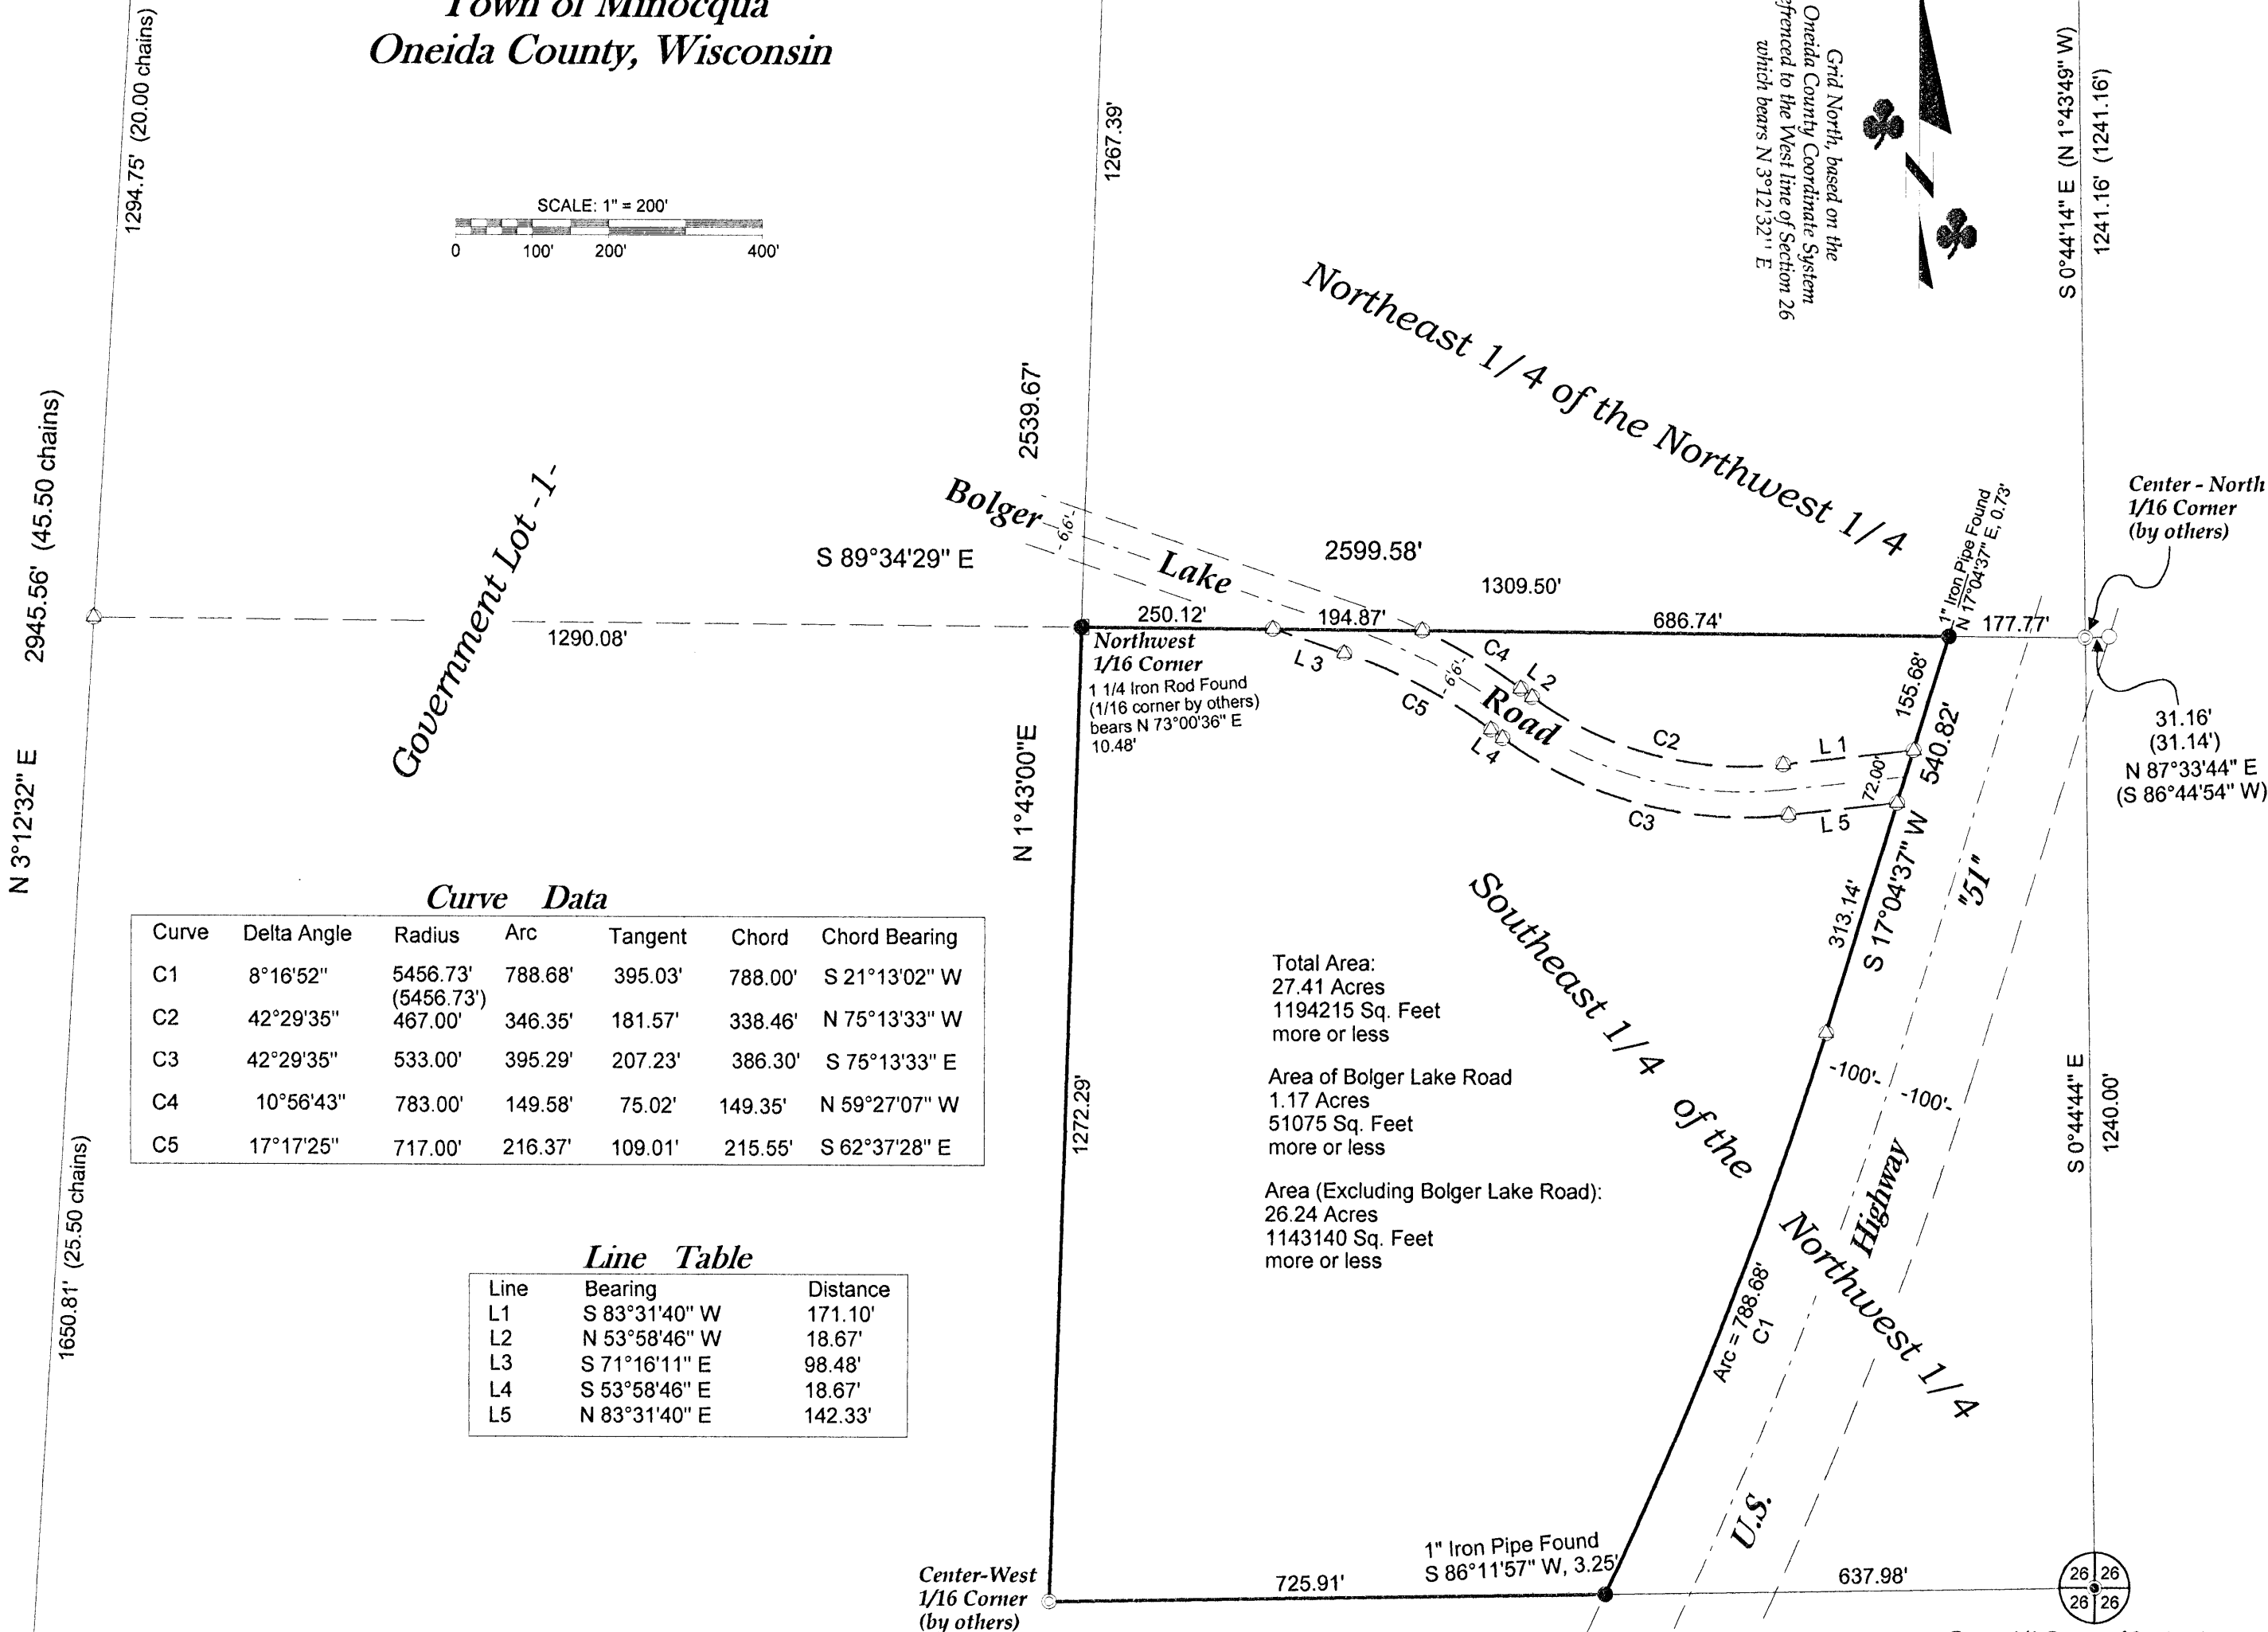 Town of Minocqua
Oneida County, Wisconsin
SCALE: 1" = 200'
0 100' 200' 400'
Grid North, based on the
Oneida County Coordinate System
which bears N 3°12'32'' E
1294.75' (20.00 chains)
2945.56' (45.50 chains)
N 3°12'32" E
1650.81' (25.50 chains)
1267.39'
2539.67'
N 1°43'00"E
1272.29'
S 0°44'14" E (N 1°43'49" W)
1241.16' (1241.16')
Northeast 1/4 of the Northwest 1/4
Government Lot -1-
Bolger
Lake
Road
-66'-
S 89°34'29" E
2599.58'
1309.50'
1290.08'
250.12'
194.87'
686.74'
177.77'
1" Iron Pipe Found
N 17°04'37" E, 0.73'
Center - North
1/16 Corner
(by others)
31.16'
(31.14')
N 87°33'44" E
(S 86°44'54" W)
Northwest
1/16 Corner
1 1/4 Iron Rod Found
(1/16 corner by others)
bears N 73°00'36" E
10.48'
L 3
C5
L 4
C4
-66'-
L 2
C2
C3
L 1
L 5
155.68'
72.00'
540.82'
S 17°04'37" W
313.14'
"51"
Highway
U.S.
-100'-
-100'-
Southeast 1/4 of the Northwest 1/4
S 0°44'44" E
1240.00'
Arc = 788.68'
C1
Curve Data
Curve Delta Angle Radius Arc Tangent Chord Chord Bearing
C1 8°16'52" 5456.73' 788.68' 395.03' 788.00' S 21°13'02" W
(5456.73')
C2 42°29'35" 467.00' 346.35' 181.57' 338.46' N 75°13'33" W
C3 42°29'35" 533.00' 395.29' 207.23' 386.30' S 75°13'33" E
C4 10°56'43" 783.00' 149.58' 75.02' 149.35' N 59°27'07" W
C5 17°17'25" 717.00' 216.37' 109.01' 215.55' S 62°37'28" E
Line Table
Line Bearing Distance
L1 S 83°31'40" W 171.10'
L2 N 53°58'46" W 18.67'
L3 S 71°16'11" E 98.48'
L4 S 53°58'46" E 18.67'
L5 N 83°31'40" E 142.33'
Total Area:
27.41 Acres
1194215 Sq. Feet
more or less
Area of Bolger Lake Road
1.17 Acres
51075 Sq. Feet
more or less
Area (Excluding Bolger Lake Road):
26.24 Acres
1143140 Sq. Feet
more or less
Center-West
1/16 Corner
(by others)
725.91'
1" Iron Pipe Found
S 86°11'57" W, 3.25'
637.98'
26 26
26 26